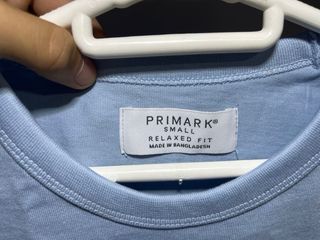 PRIMARK®
SMALL
RELAXED FIT
MADE IN BANGLADESH